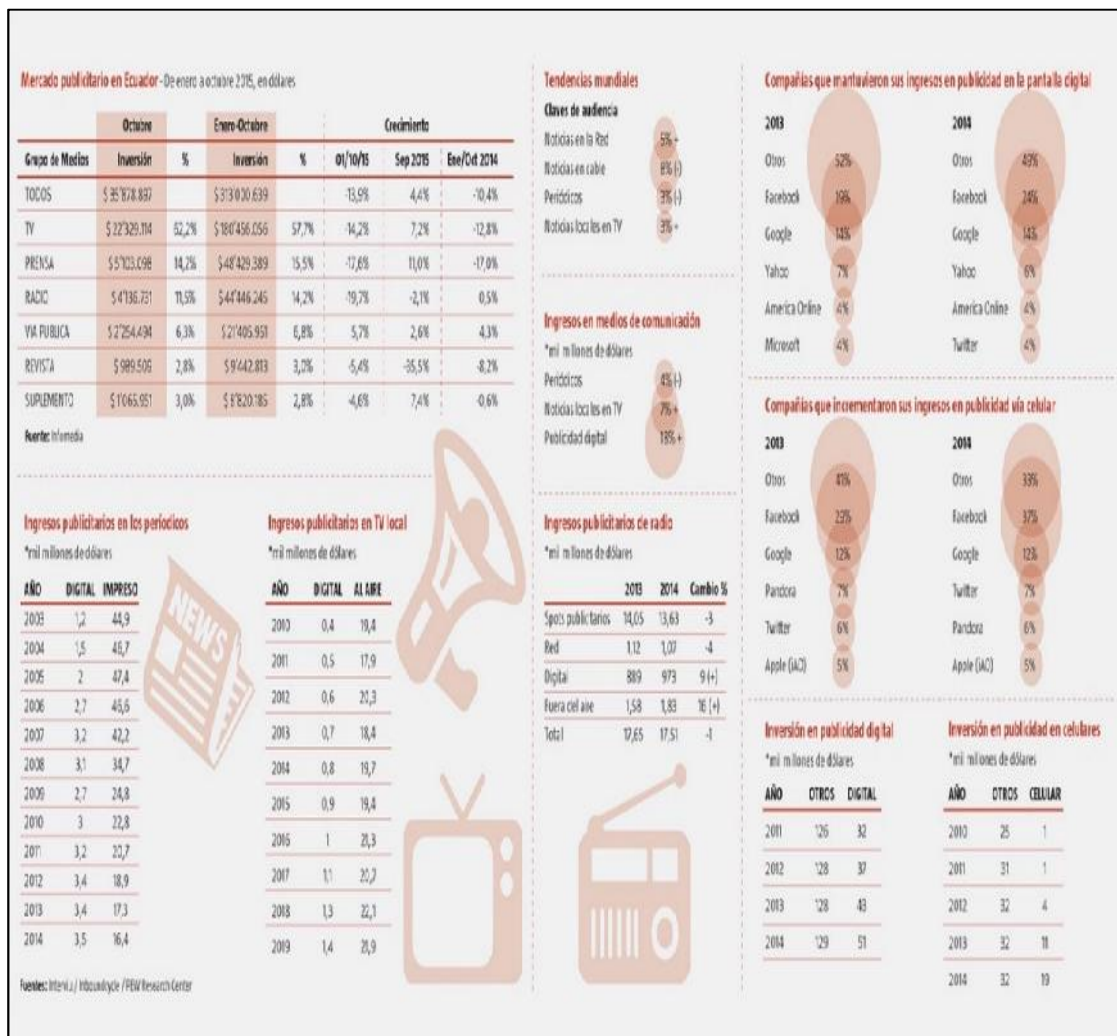 Mercado publicitario en Ecuador - De enero a octubre 2015, en dólares
Octubre Enero-Octubre Crecimiento
Grupo de Medios Inversión % Inversión % 01/10/15 Sep 2015 Ene/Oct 2014
TODOS -13,9% 4,4% -10,4%
TV $22'329.114 62,2% $180'456.056 57,7% -14,2% 7,2% -12,8%
PRENSA $5'103.098 14,2% $48'429.389 15,5% -17,6% 11,0% -17,0%
RADIO $4'136.731 11,5% $44'446.245 14,2% -19,7% -2,1% 0,5%
VIA PUBLICA $2'254.494 6,3% $21'405.951 6,8% 5,7% 2,6% 4,3%
REVISTA $989.509 2,8% $9'442.813 3,0% -5,4% -35,5% -8,2%
SUPLEMENTO $1'065.951 3,0% $8'820.185 2,8% -4,6% 7,4% -0,6%
Fuente: Infomedia
Ingresos publicitarios en los periodicos
*mil millones de dólares
AÑO DIGITAL IMPRESO
2003 1,2 44,9
2004 1,5 46,7
2005 2 47,4
2006 2,7 46,6
2007 3,2 42,2
2008 3,1 34,7
2009 2,7 24,8
2010 3 22,8
2011 3,2 20,7
2012 3,4 18,9
2013 3,4 17,3
2014 3,5 16,4
NEWS
Ingresos publicitarios en TV local
*mil millones de dólares
AÑO DIGITAL AL AIRE
2010 0,4 19,4
2011 0,5 17,9
2012 0,6 20,3
2013 0,7 18,4
2014 0,8 19,7
2015 0,9 19,4
2016 1 21,3
2017 1,1 20,7
2018 1,3 22,1
2019 1,4 21,9
Fuentes: / Inboundcycle / PEW Research Center
Tendencias mundiales
Claves de audiencia
Noticias en la Red 5% +
Noticias en cable 8% (-)
Periódicos 3% (-)
Noticias locales en TV 3% +
Ingresos en medios de comunicación
*mil millones de dólares
Periódicos 4% (-)
Noticias locales en TV 7% +
Publicidad digital 18% +
Ingresos publicitarios de radio
*mil millones de dólares
2013 2014 Cambio %
Spots publicitarios 14,05 13,63 -3
Red 1,12 1,07 -4
Digital 889 973 9 (+)
Fuera del aire 1,58 1,83 16 (+)
Total 17,65 17,51 -1
Compañías que mantuvieron sus ingresos en publicidad en la pantalla digital
2013
Otros 52%
Facebook 19%
Google 14%
Yahoo 7%
America Online 4%
Microsoft 4%
2014
Otros 49%
Facebook 24%
Google 14%
Yahoo 6%
America Online 4%
Twitter 4%
Compañías que incrementaron sus ingresos en publicidad vía celular
2013
Otros 41%
Facebook 29%
Google 12%
Pandora 7%
Twitter 6%
Apple (iAD) 5%
2014
Otros 33%
Facebook 37%
Google 12%
Twitter 7%
Pandora 6%
Apple (iAD) 5%
Inversión en publicidad digital
*mil millones de dólares
AÑO OTROS DIGITAL
2011 126 32
2012 128 37
2013 128 43
2014 129 51
Inversión en publicidad en celulares
*mil millones de dólares
AÑO OTROS CELULAR
2010 25 1
2011 31 1
2012 32 4
2013 32 11
2014 32 19